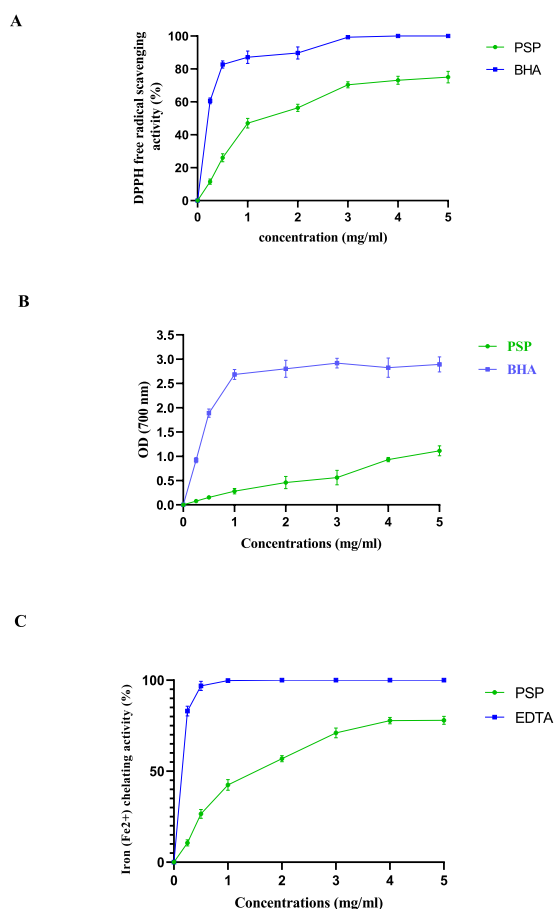 A
DPPH free radical scavenging
activity (%)
100
80
60
40
20
0
0 1 2 3 4 5
concentration (mg/ml)
PSP
BHA
B
OD (700 nm)
3.5
3.0
2.5
2.0
1.5
1.0
0.5
0.0
0 1 2 3 4 5
Concentrations (mg/ml)
PSP
BHA
C
Iron (Fe2+) chelating activity (%)
100
50
0
0 1 2 3 4 5
Concentrations (mg/ml)
PSP
EDTA